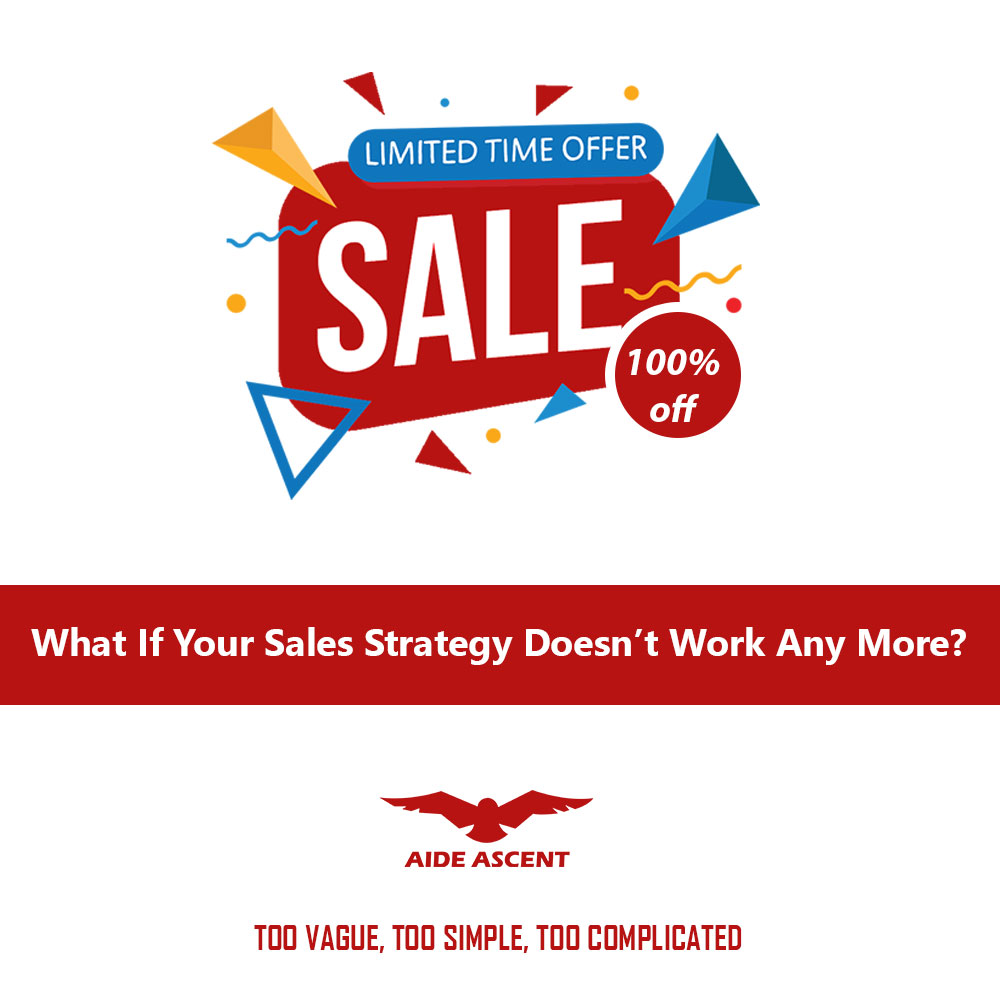 LIMITED TIME OFFER
SALE
100%
off
What If Your Sales Strategy Doesn’t Work Any More?
AIDE ASCENT
TOO VAGUE, TOO SIMPLE, TOO COMPLICATED